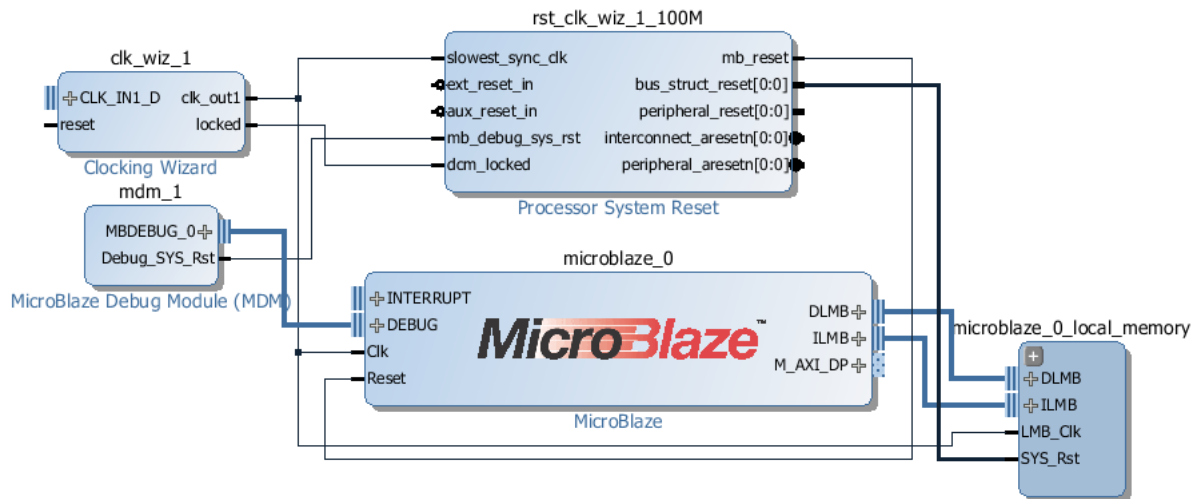 rst_clk_wiz_1_100M
clk_wiz_1
slowest_sync_clk
mb_reset
CLK_IN1_D
clk_out1
ext_reset_in
bus_struct_reset[0:0]
reset
locked
aux_reset_in
peripheral_reset[0:0]
mb_debug_sys_rst
interconnect_aresetn[0:0]
Clocking Wizard
dcm_locked
peripheral_aresetn[0:0]
mdm_1
Processor System Reset
MBDEBUG_0
Debug_SYS_Rst
microblaze_0
MicroBlaze Debug Module (MDM)
INTERRUPT
DLMB
DEBUG
ILMB
microblaze_0_local_memory
Clk
MicroBlaze™
M_AXI_DP
Reset
DLMB
ILMB
MicroBlaze
LMB_Clk
SYS_Rst